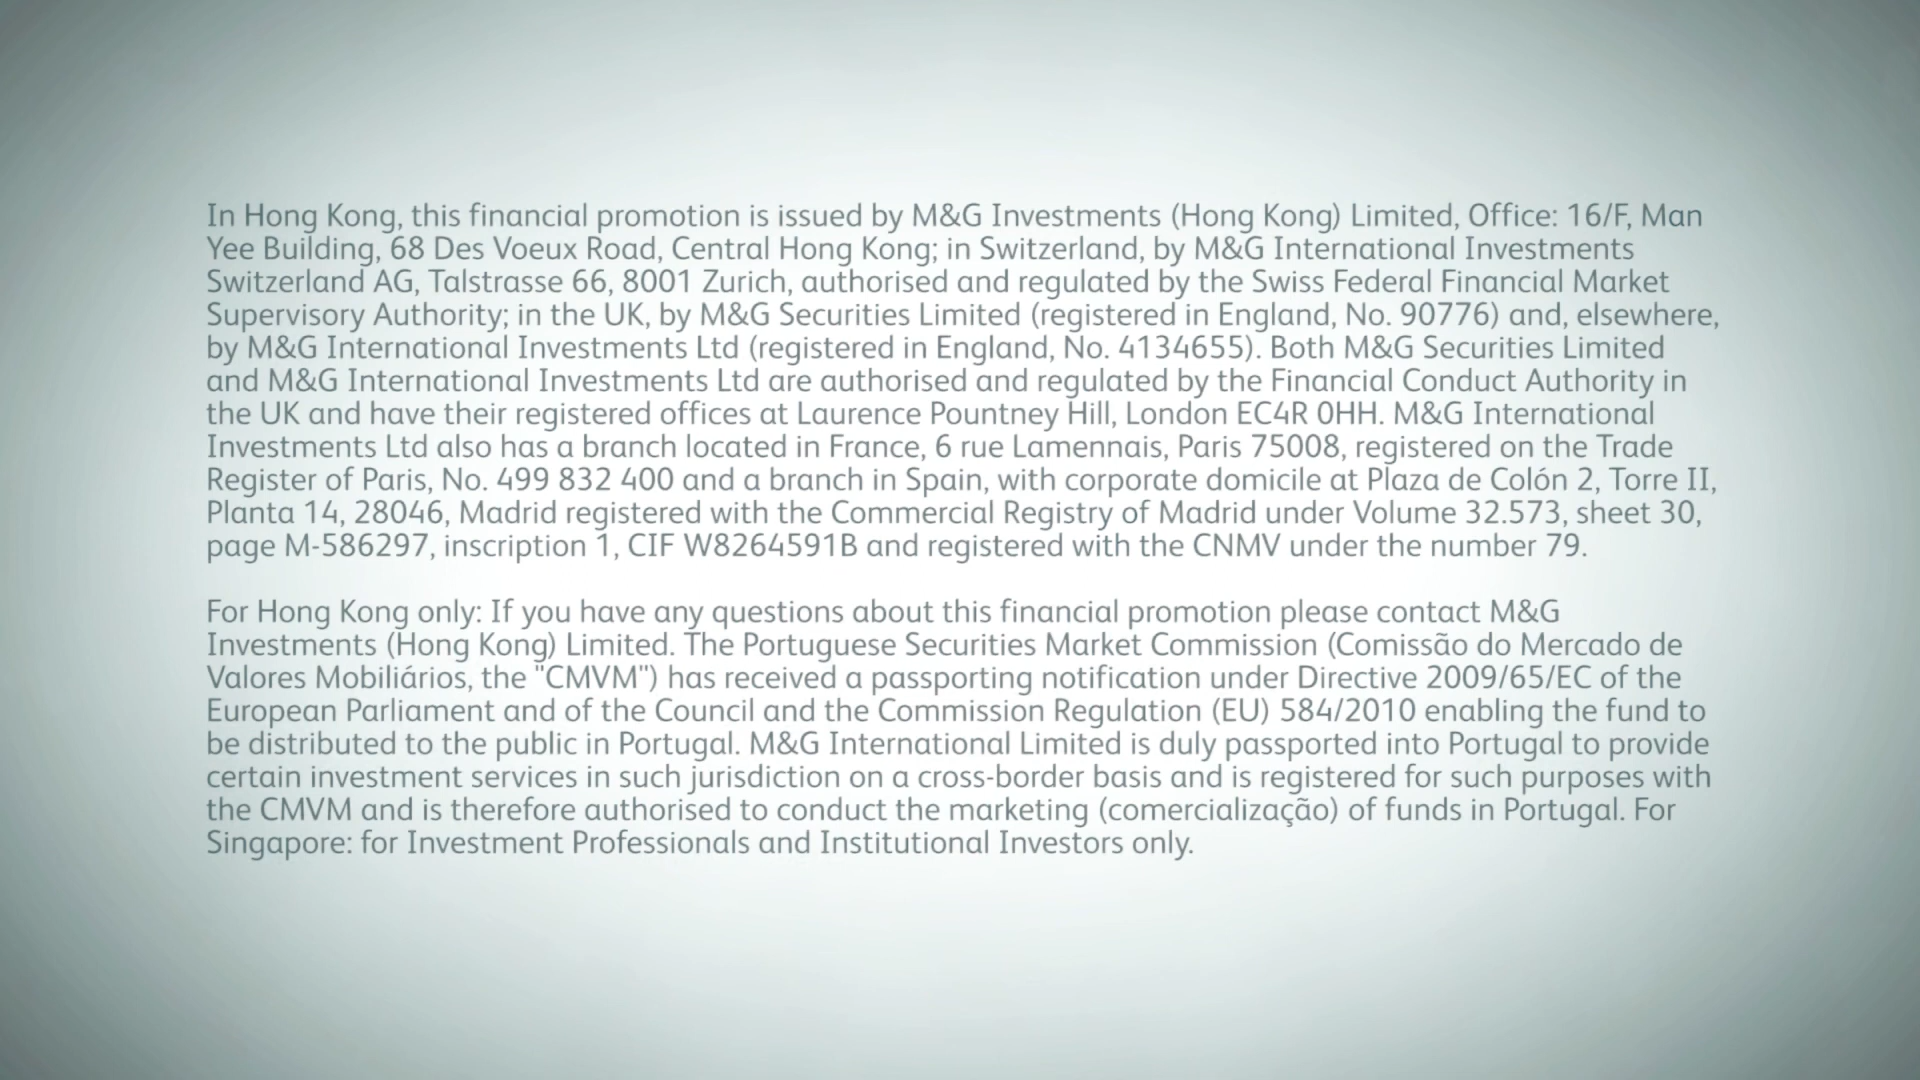 In Hong Kong, this financial promotion is issued by M&G Investments (Hong Kong) Limited, Office: 16/F, Man
Yee Building, 68 Des Voeux Road, Central Hong Kong; in Switzerland, by M&G International Investments
Switzerland AG, Talstrasse 66, 8001 Zurich, authorised and regulated by the Swiss Federal Financial Market
Supervisory Authority; in the UK, by M&G Securities Limited (registered in England, No. 90776) and, elsewhere,
by M&G International Investments Ltd (registered in England, No. 4134655). Both M&G Securities Limited
and M&G International Investments Ltd are authorised and regulated by the Financial Conduct Authority in
the UK and have their registered offices at Laurence Pountney Hill, London EC4R 0HH. M&G International
Investments Ltd also has a branch located in France, 6 rue Lamennais, Paris 75008, registered on the Trade
Register of Paris, No. 499 832 400 and a branch in Spain, with corporate domicile at Plaza de Colón 2, Torre II,
Planta 14, 28046, Madrid registered with the Commercial Registry of Madrid under Volume 32.573, sheet 30,
page M-586297, inscription 1, CIF W8264591B and registered with the CNMV under the number 79.
For Hong Kong only: If you have any questions about this financial promotion please contact M&G
Investments (Hong Kong) Limited. The Portuguese Securities Market Commission (Comissão do Mercado de
Valores Mobiliários, the "CMVM") has received a passporting notification under Directive 2009/65/EC of the
European Parliament and of the Council and the Commission Regulation (EU) 584/2010 enabling the fund to
be distributed to the public in Portugal. M&G International Limited is duly passported into Portugal to provide
certain investment services in such jurisdiction on a cross-border basis and is registered for such purposes with
the CMVM and is therefore authorised to conduct the marketing (comercialização) of funds in Portugal. For
Singapore: for Investment Professionals and Institutional Investors only.